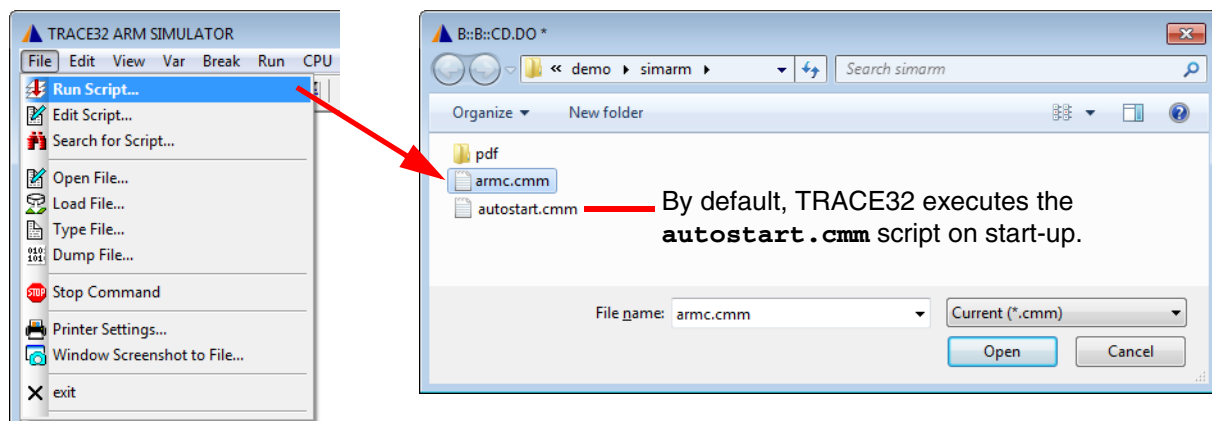 TRACE32 ARM SIMULATOR
File Edit View Var Break Run CPU
Run Script...
Edit Script...
Search for Script...
Open File...
Load File...
Type File...
Dump File...
STOP Stop Command
Printer Settings...
Window Screenshot to File...
exit
B::B::CD.DO *
« demo simarm Search simarm
Organize New folder
pdf
armc.cmm
autostart.cmm By default, TRACE32 executes the
autostart.cmm script on start-up.
File name: armc.cmm Current (*.cmm)
Open Cancel